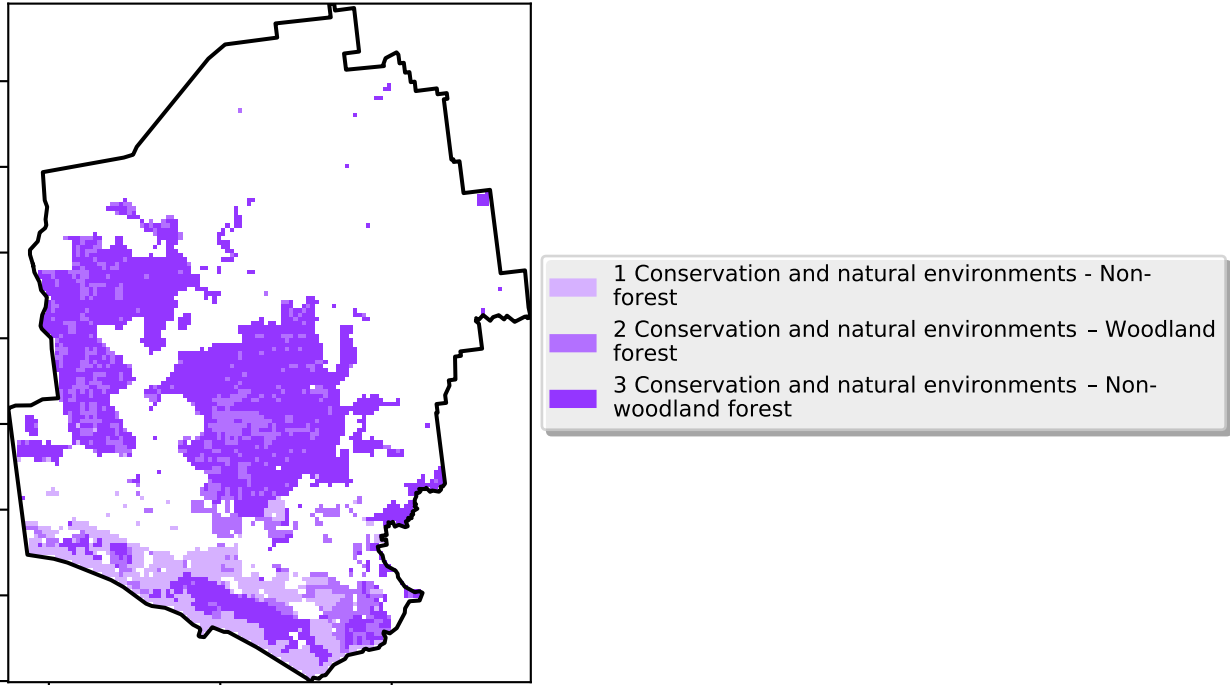 1 Conservation and natural environments - Non-
forest
2 Conservation and natural environments – Woodland
forest
3 Conservation and natural environments – Non-
woodland forest